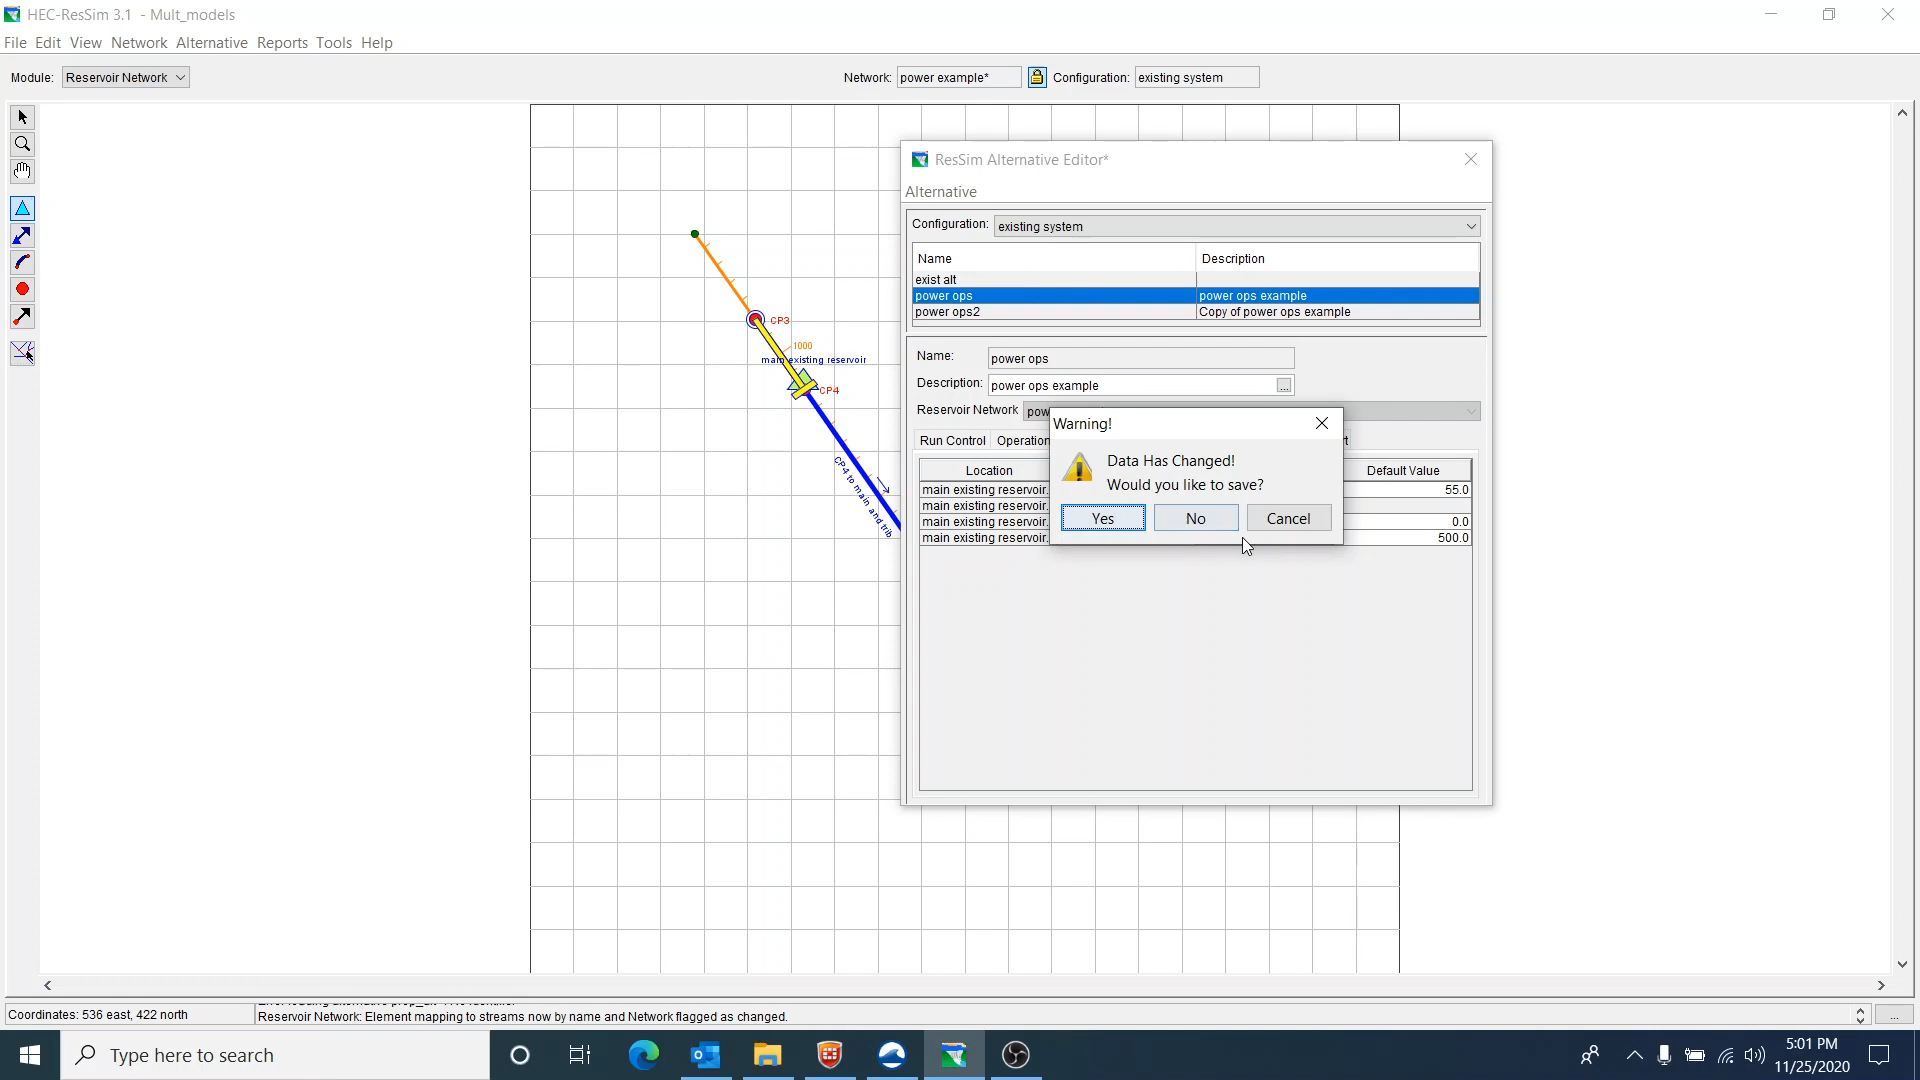 HEC-ResSim 3.1 - Mult_models
File Edit View Network Alternative Reports Tools Help
Module: Reservoir Network Network: power example* Configuration: existing system
ResSim Alternative Editor*
Alternative
Configuration: existing system
Name Description
exist alt
power ops power ops example
power ops2 Copy of power ops example
CP3
1000
main existing reservoir
CP4
CP4 to main and trib
Name: power ops
Description: power ops example ...
Reservoir Network pow
Run Control Operation
Warning!
Data Has Changed!
Would you like to save?
Yes No Cancel
Location Default Value
main existing reservoir. 55.0
main existing reservoir.
main existing reservoir. 0.0
main existing reservoir. 500.0
Coordinates: 536 east, 422 north
Reservoir Network: Element mapping to streams now by name and Network flagged as changed.
...
Type here to search
5:01 PM
11/25/2020